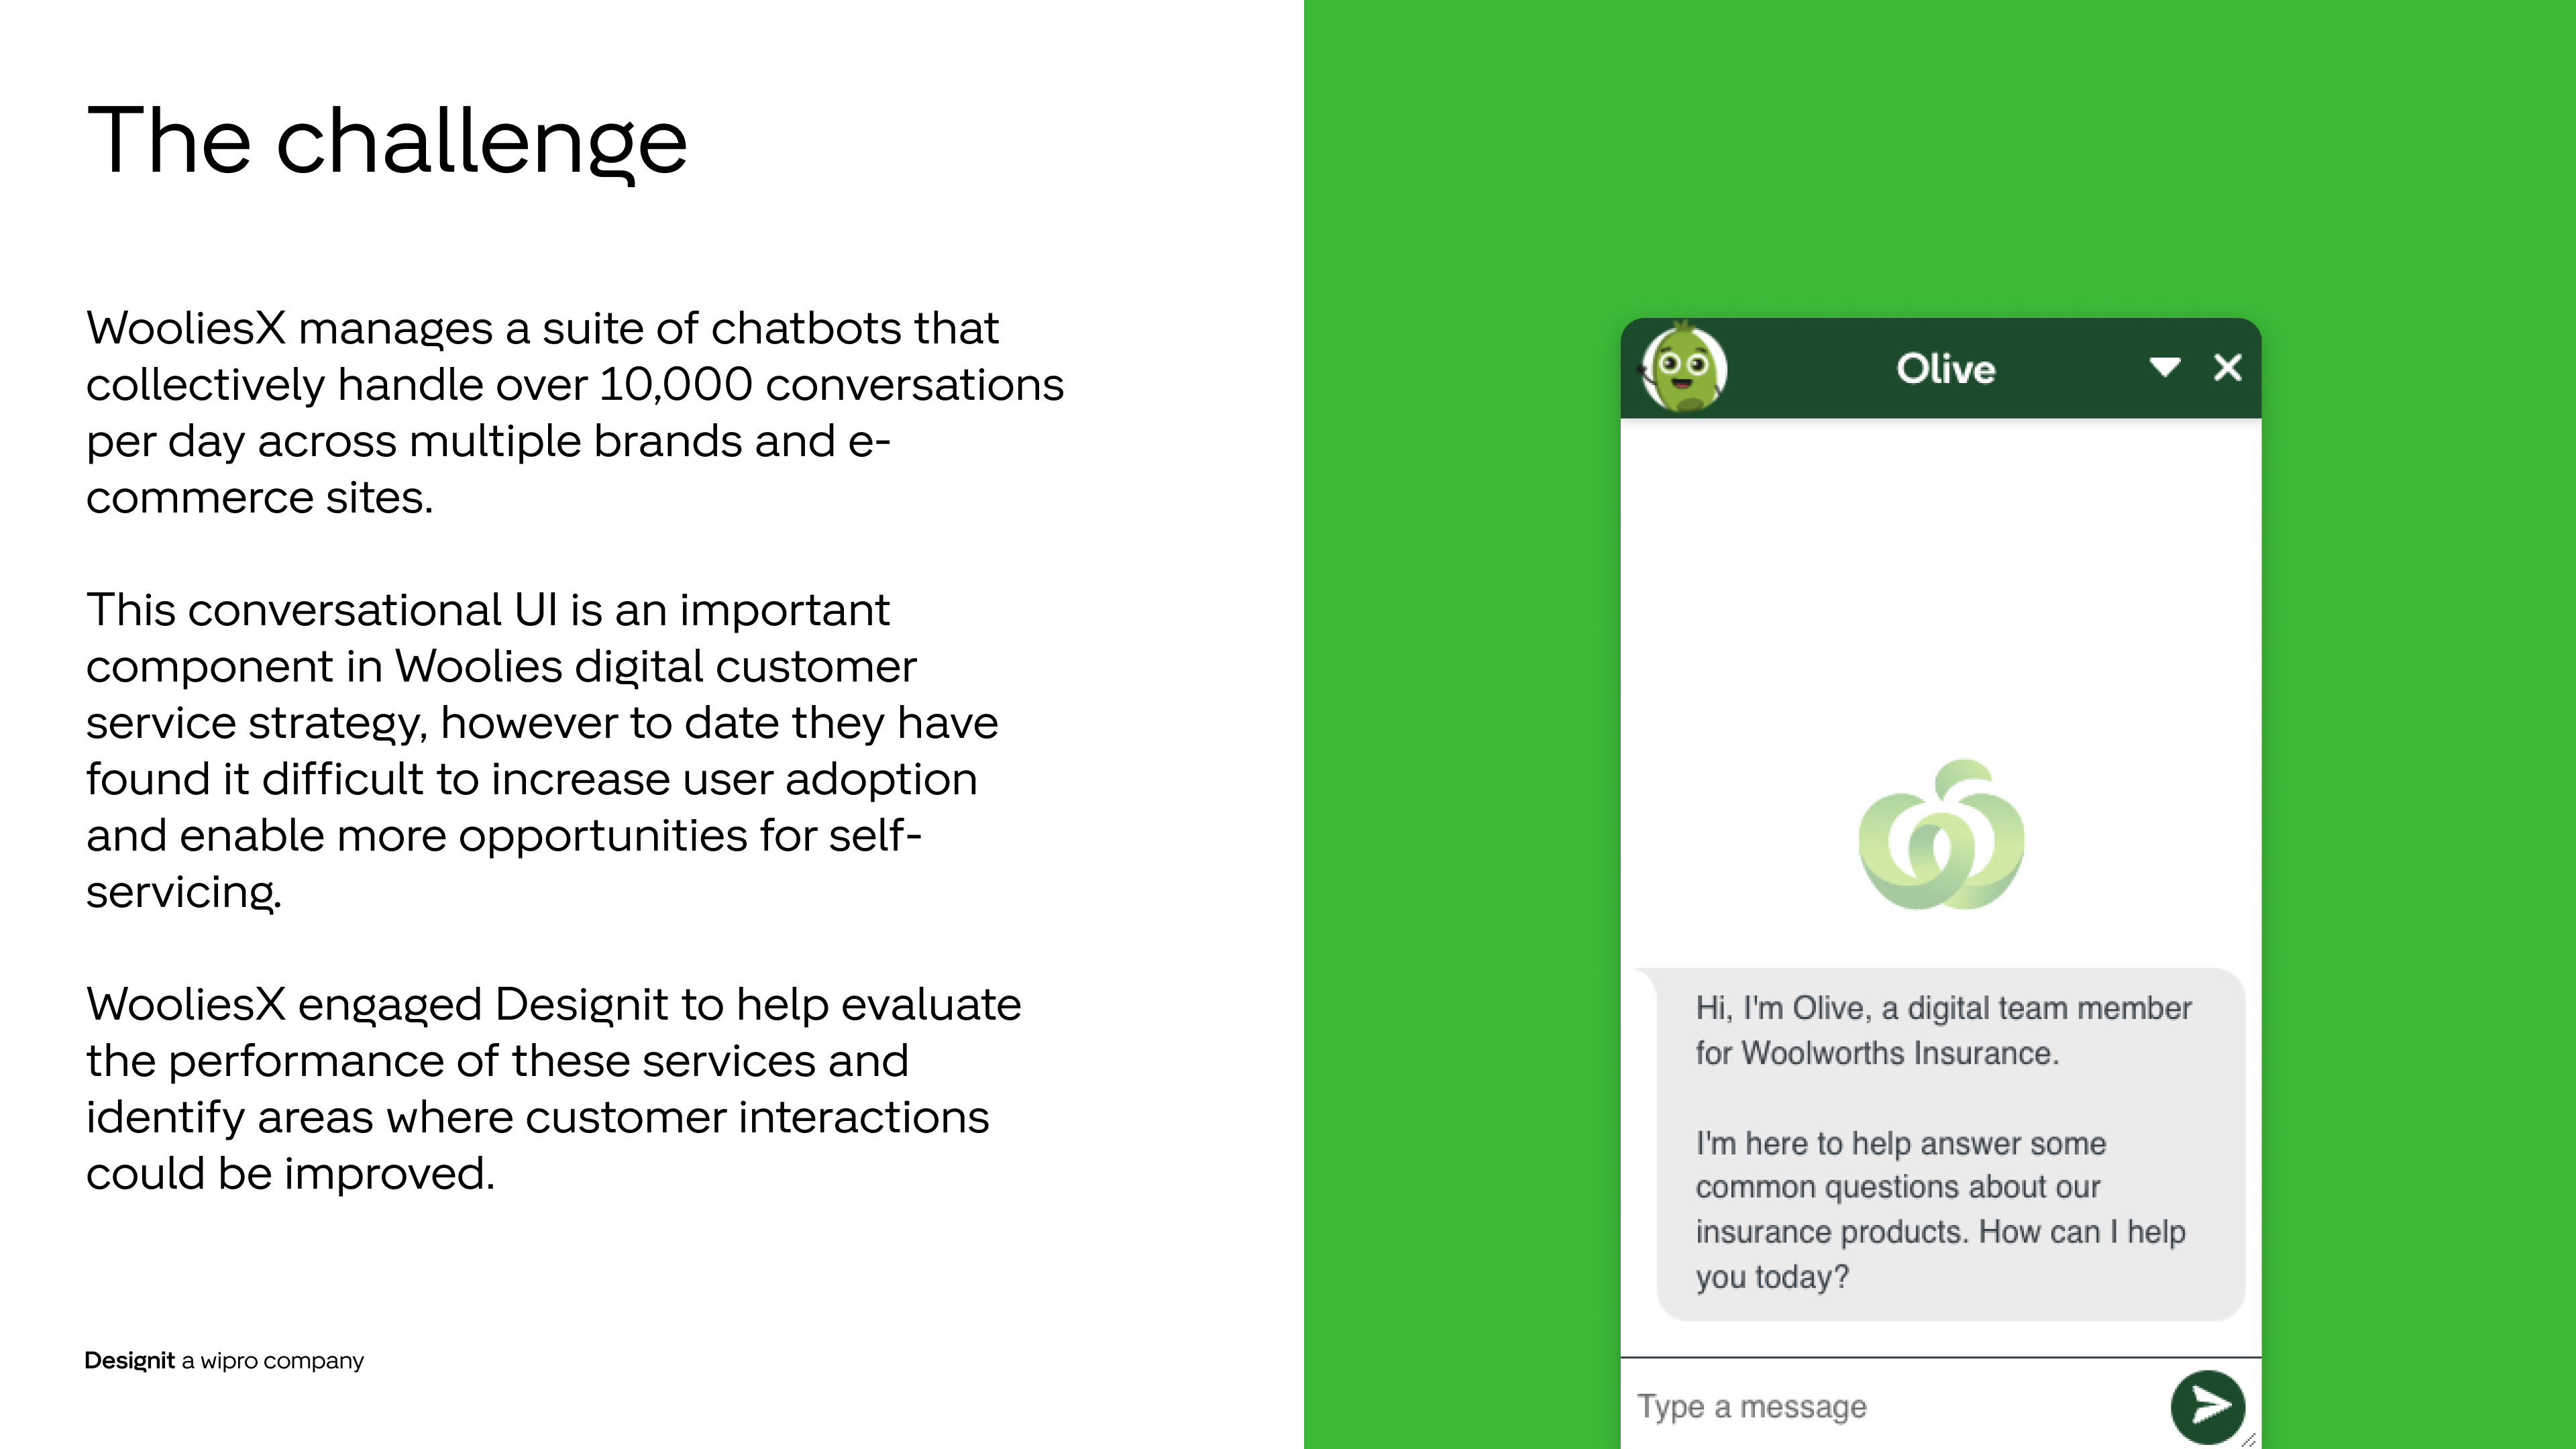 The challenge
WooliesX manages a suite of chatbots that
collectively handle over 10,000 conversations
per day across multiple brands and e-
commerce sites.
This conversational UI is an important
component in Woolies digital customer
service strategy, however to date they have
found it difficult to increase user adoption
and enable more opportunities for self-
servicing.
WooliesX engaged Designit to help evaluate
the performance of these services and
identify areas where customer interactions
could be improved.
Designit a wipro company
Olive
Hi, I'm Olive, a digital team member
for Woolworths Insurance.
I'm here to help answer some
common questions about our
insurance products. How can I help
you today?
Type a message